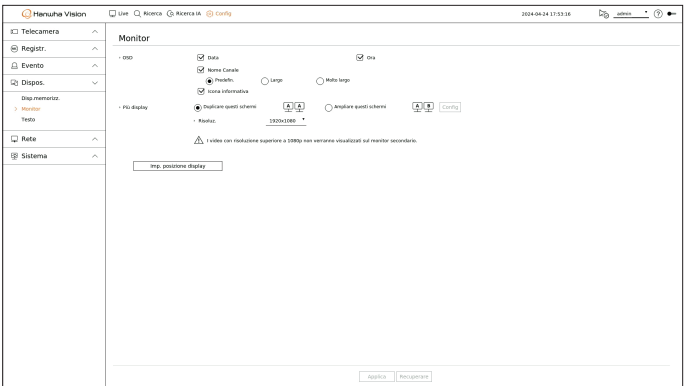 Hanwha Vision
Live Ricerca Ricerca IA Config
2024-04-24 17:53:16
admin
?
Telecamera
Registr.
Evento
Dispos.
Disp.memorizz.
> Monitor
Testo
Rete
Sistema
Monitor
• OSD
Data Ora
Nome Canale
Predefin. Largo Molto largo
Icona informativa
• Più display Duplicare questi schermi A A Ampliare questi schermi A B Config
• Risoluz. 1920x1080
I video con risoluzione superiore a 1080p non verranno visualizzati sul monitor secondario.
Imp. posizione display
Applica Recuperare